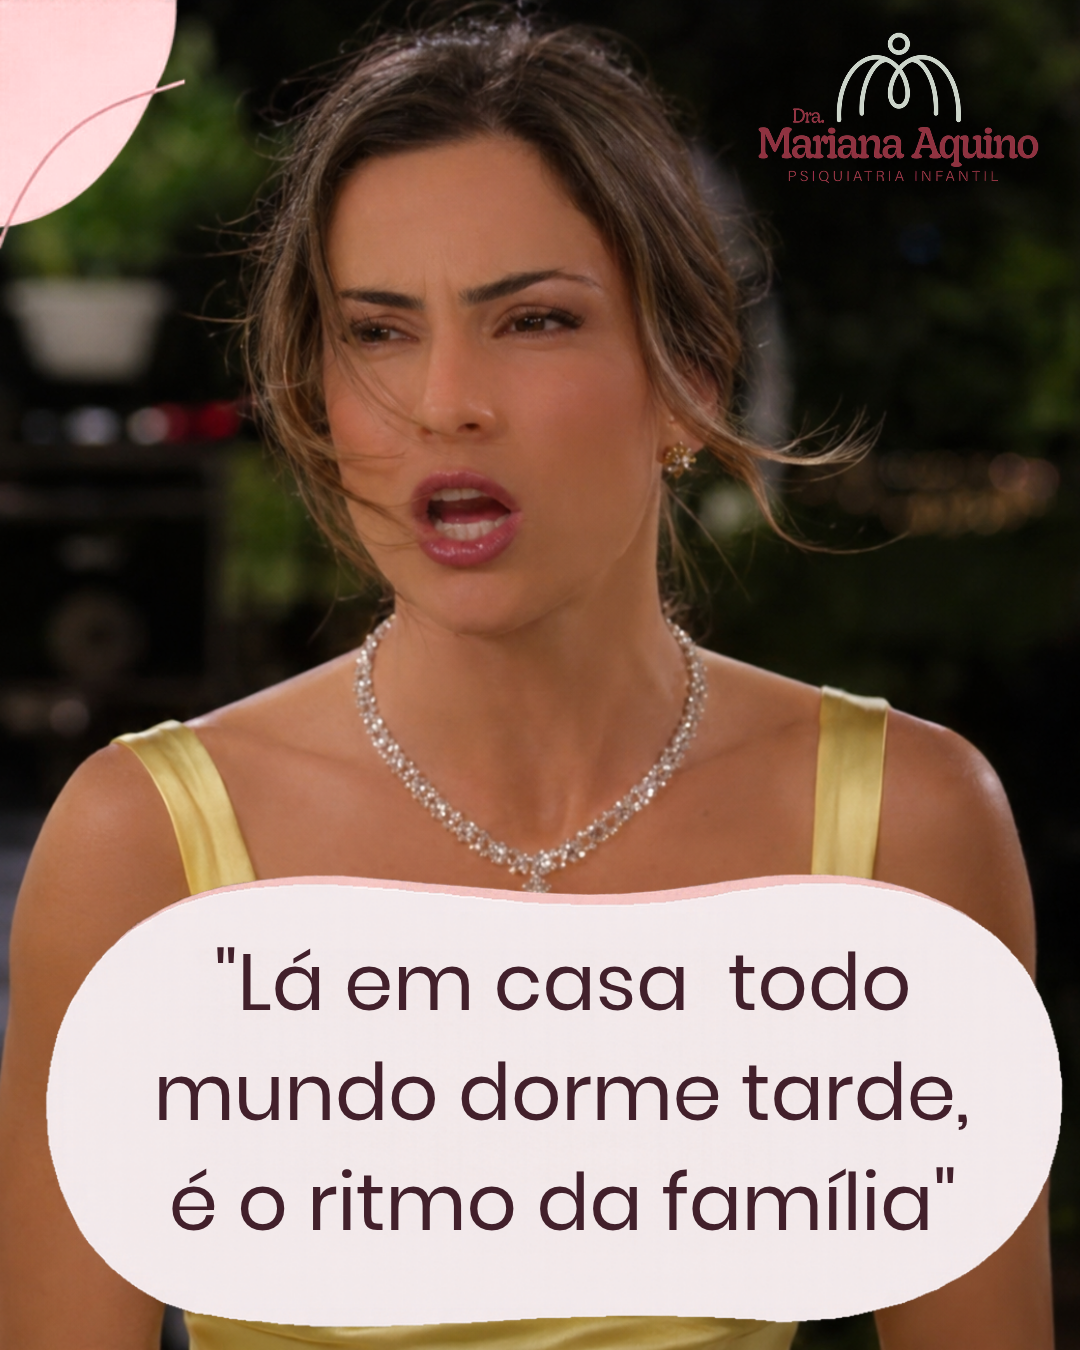 Dra.
Mariana Aquino
PSIQUIATRIA INFANTIL
"Lá em casa  todo
mundo dorme tarde,
é o ritmo da família"